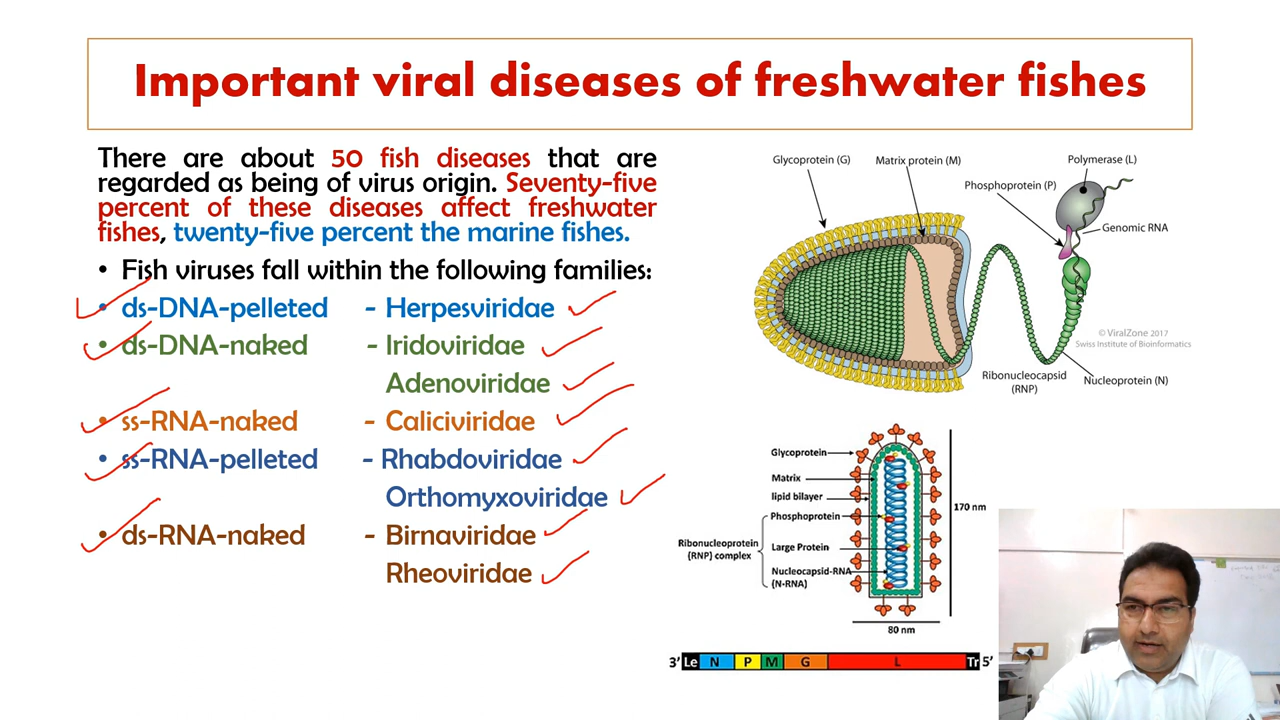 Important viral diseases of freshwater fishes
There are about 50 fish diseases that are
regarded as being of virus origin. Seventy-five
percent of these diseases affect freshwater
fishes, twenty-five percent the marine fishes.
• Fish viruses fall within the following families:
• ds-DNA-pelleted - Herpesviridae
• ds-DNA-naked - Iridoviridae
Adenoviridae
• ss-RNA-naked - Caliciviridae
• ss-RNA-pelleted - Rhabdoviridae
Orthomyxoviridae
• ds-RNA-naked - Birnaviridae
Rheoviridae
Glycoprotein (G)
Matrix protein (M)
Polymerase (L)
Phosphoprotein (P)
Genomic RNA
© ViralZone 2017
Swiss Institute of Bioinformatics
Ribonucleocapsid
(RNP)
Nucleoprotein (N)
Glycoprotein
Matrix
lipid bilayer
Phosphoprotein
Ribonucleoprotein
(RNP) complex
Large Protein
Nucleocapsid-RNA
(N-RNA)
170 nm
80 nm
3' Le N P M G L Tr 5'